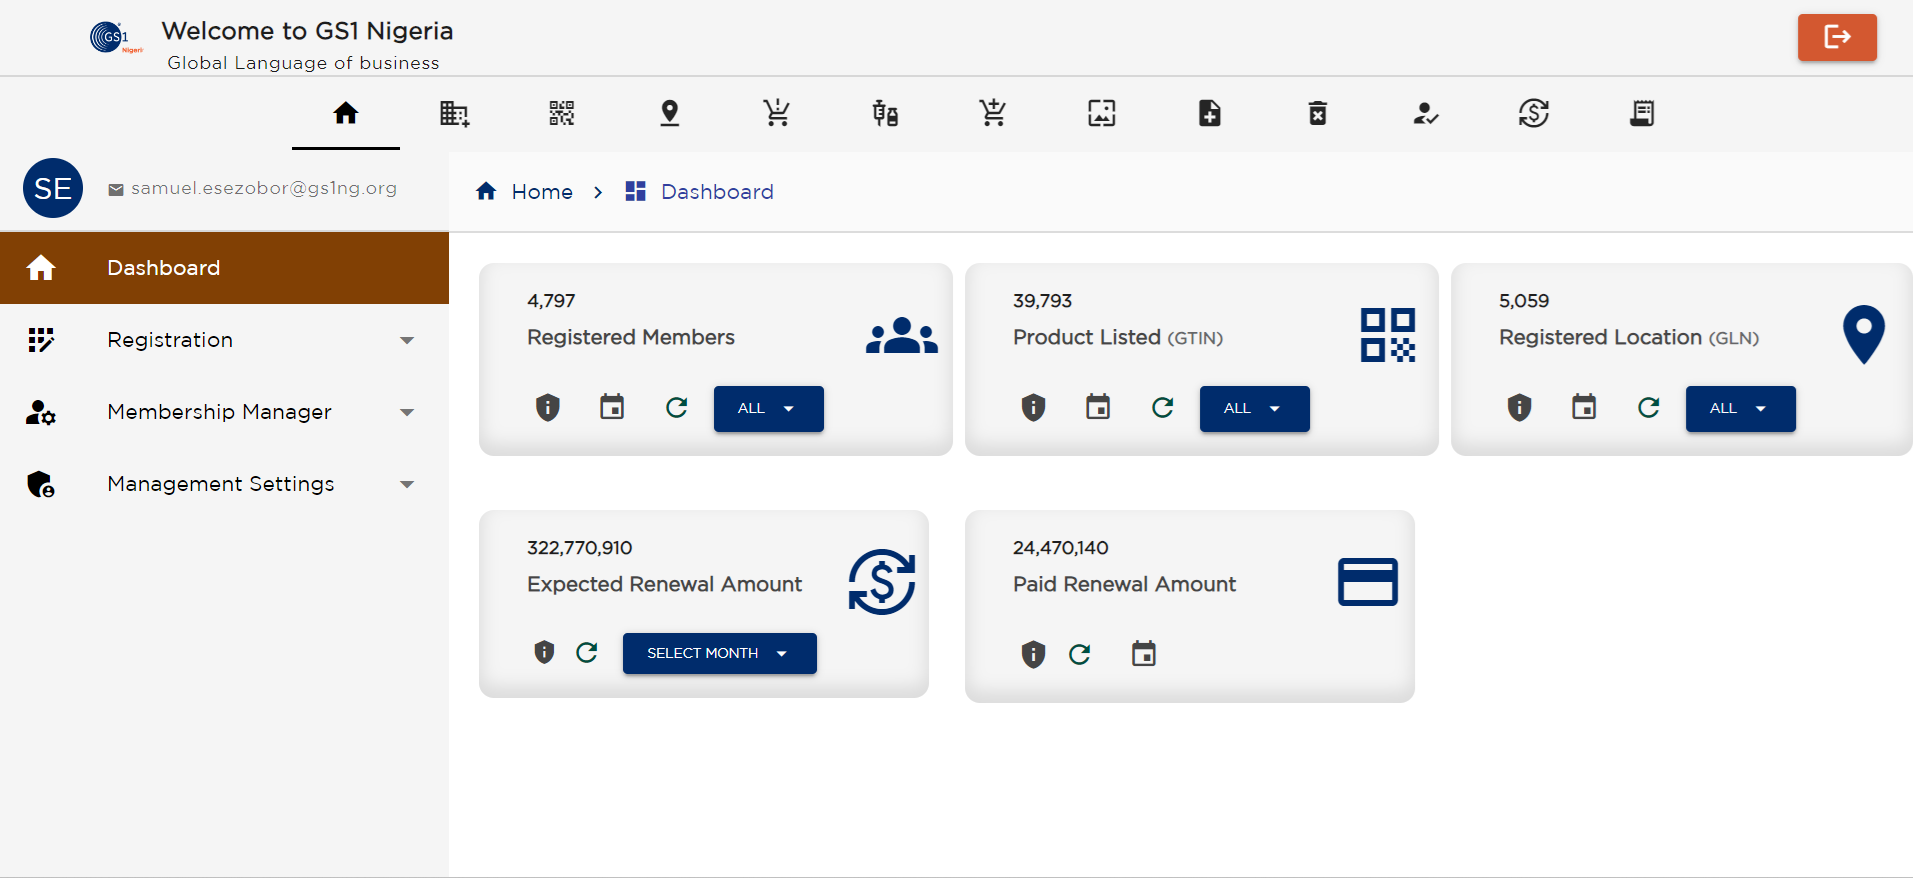 GS1
Nigeria
Welcome to GS1 Nigeria
Global Language of business
SE
samuel.esezobor@gs1ng.org
Home
Dashboard
Dashboard
Registration
Membership Manager
Management Settings
4,797
Registered Members
ALL
39,793
Product Listed (GTIN)
ALL
5,059
Registered Location (GLN)
ALL
322,770,910
Expected Renewal Amount
SELECT MONTH
24,470,140
Paid Renewal Amount